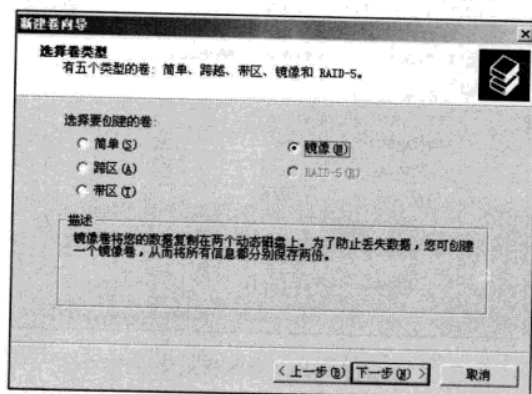 新建卷向导
选择卷类型
有五个类型的卷：简单、跨越、带区、镜像和 RAID-5。
选择要创建的卷：
简单(S)
镜像(M)
跨区(A)
RAID-5(R)
带区(T)
描述
镜像卷将您的数据复制在两个动态磁盘上。为了防止丢失数据，您可创建
一个镜像卷，从而将所有信息都分别保存两份。
< 上一步(B)
下一步(N) >
取消